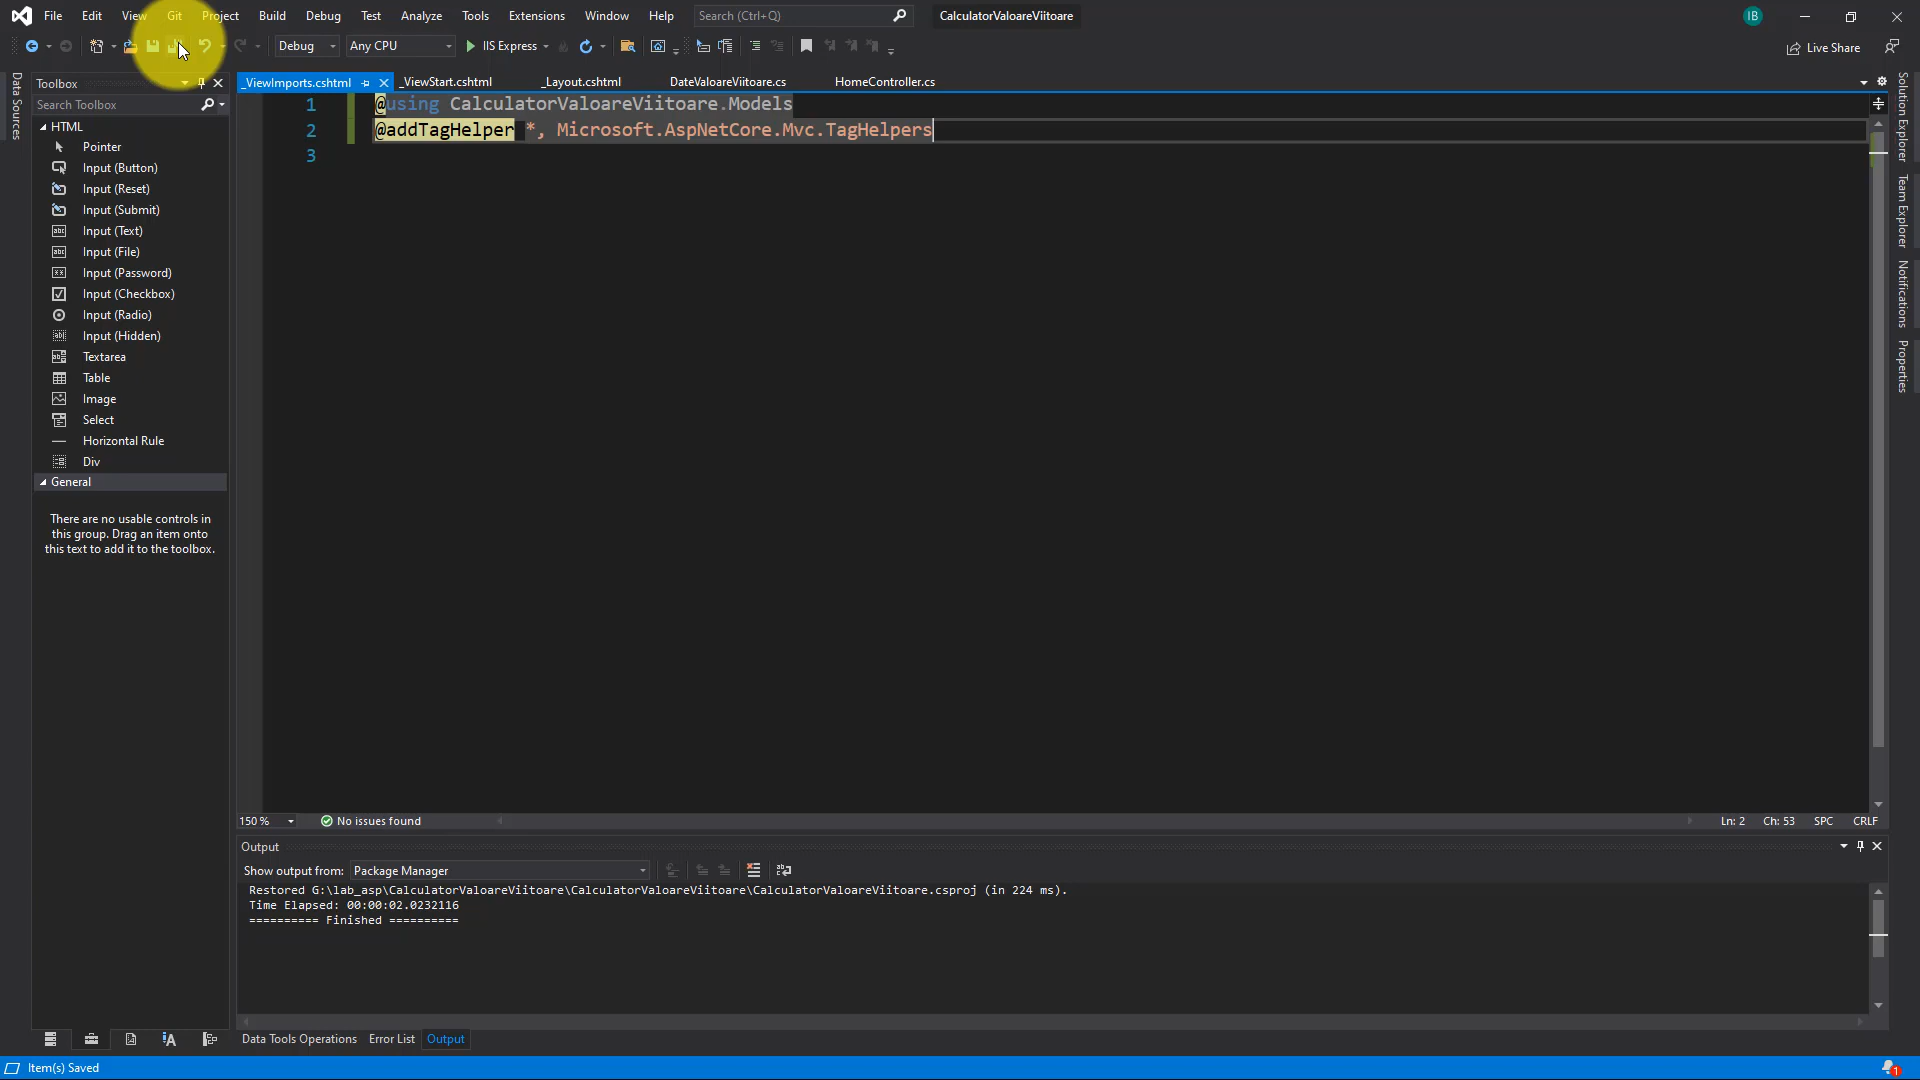 File Edit View Git Project Build Debug Test Analyze Tools Extensions Window Help Search (Ctrl+Q) CalculatorValoareViitoare IB
Debug Any CPU IIS Express Live Share
Toolbox
_ViewImports.cshtml _ViewStart.cshtml _Layout.cshtml DateValoareViitoare.cs HomeController.cs
Search Toolbox
1 @using CalculatorValoareViitoare.Models
2 @addTagHelper *, Microsoft.AspNetCore.Mvc.TagHelpers
3
HTML
Pointer
Input (Button)
Input (Reset)
Input (Submit)
Input (Text)
Input (File)
Input (Password)
Input (Checkbox)
Input (Radio)
Input (Hidden)
Textarea
Table
Image
Select
Horizontal Rule
Div
General
There are no usable controls in
this group. Drag an item onto
this text to add it to the toolbox.
Data Sources
Solution Explorer
Team Explorer
Notifications
Properties
150 % No issues found Ln: 2 Ch: 53 SPC CRLF
Output
Show output from: Package Manager
Restored G:\lab_asp\CalculatorValoareViitoare\CalculatorValoareViitoare\CalculatorValoareViitoare.csproj (in 224 ms).
Time Elapsed: 00:00:02.0232116
========== Finished ==========
Data Tools Operations Error List Output
Item(s) Saved 1